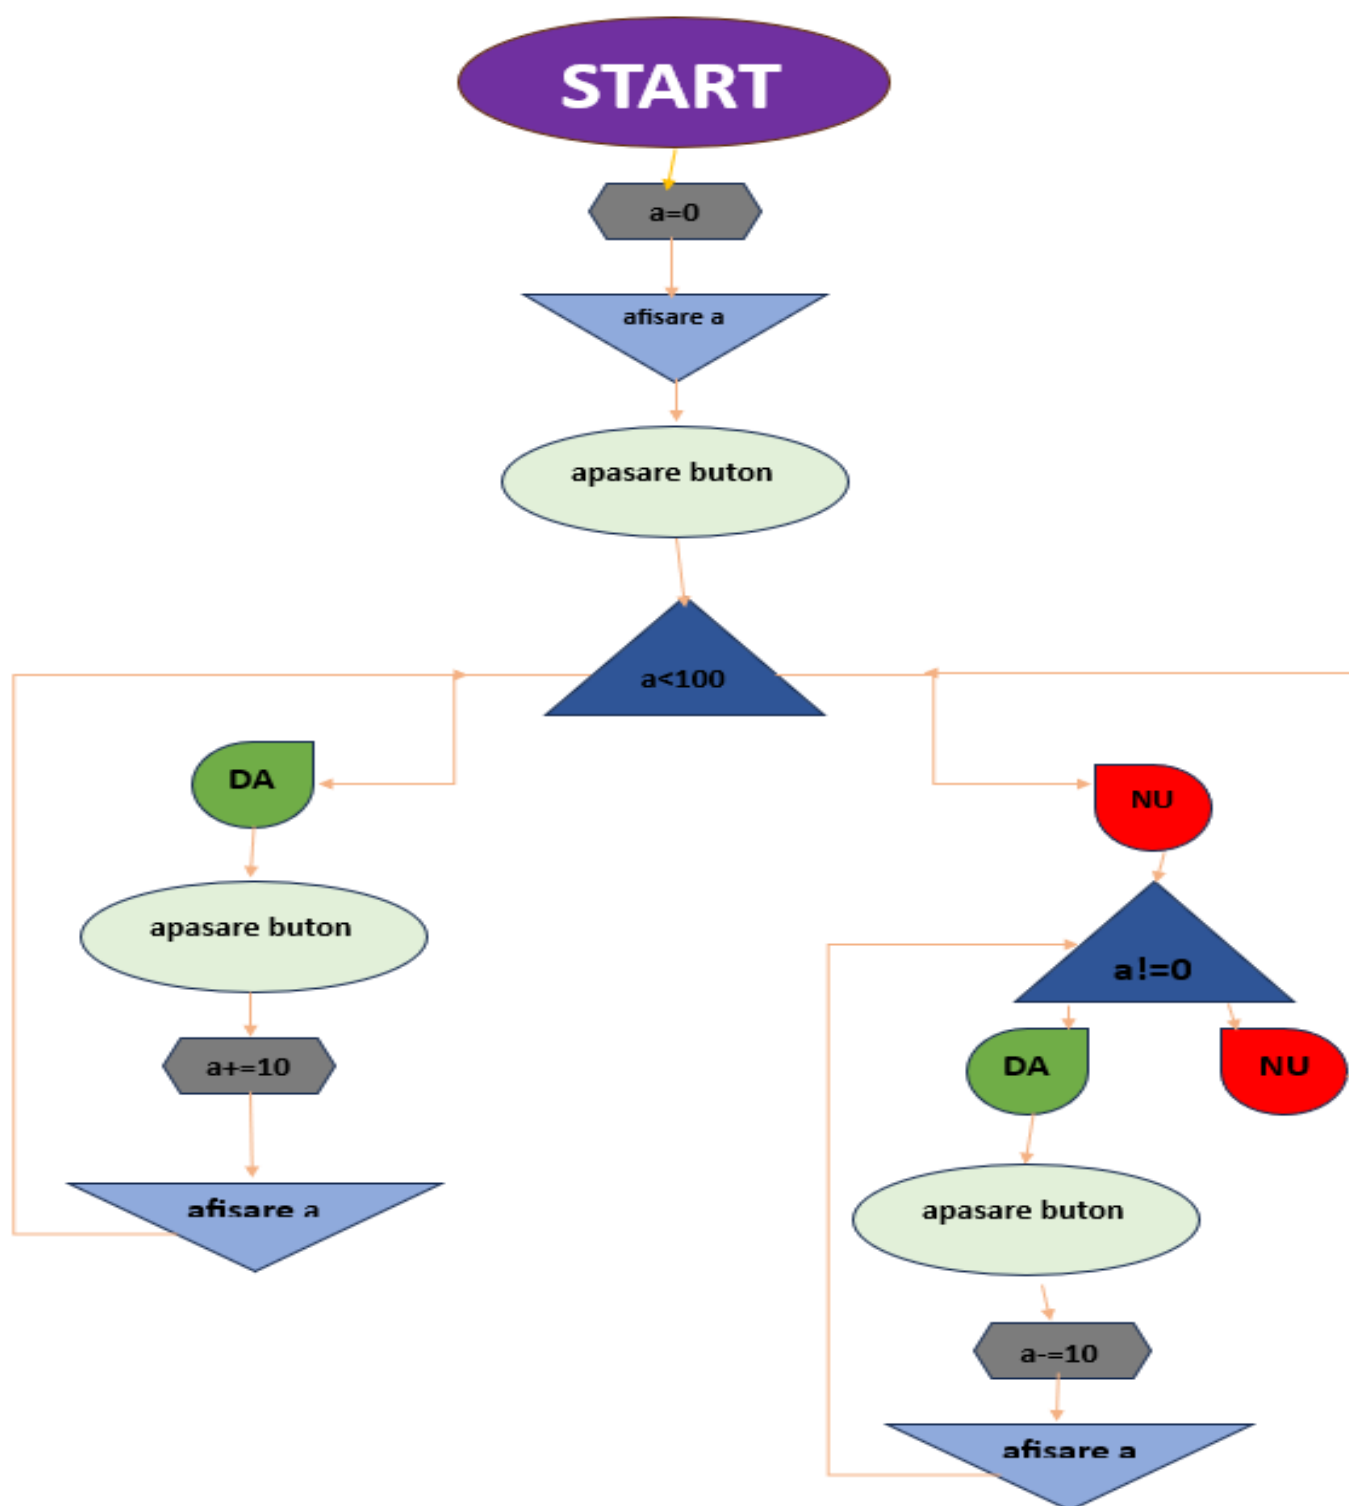 START
a=0
afisare a
apasare buton
a<100
DA
NU
apasare buton
a!=0
a+=10
DA
NU
afisare a
apasare buton
a-=10
afisare a